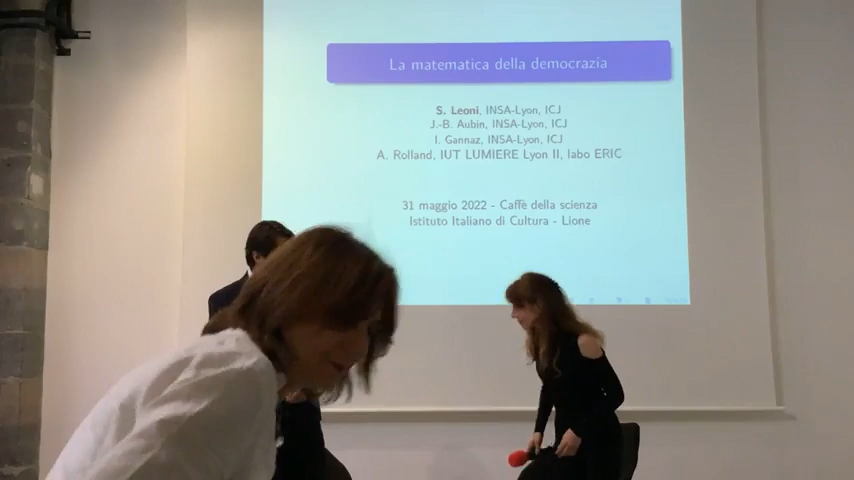 La matematica della democrazia
S. Leoni, INSA-Lyon, ICJ
J.-B. Aubin, INSA-Lyon, ICJ
I. Gannaz, INSA-Lyon, ICJ
A. Rolland, IUT LUMIERE Lyon II, labo ERIC
31 maggio 2022 - Caffè della scienza
Istituto Italiano di Cultura - Lione